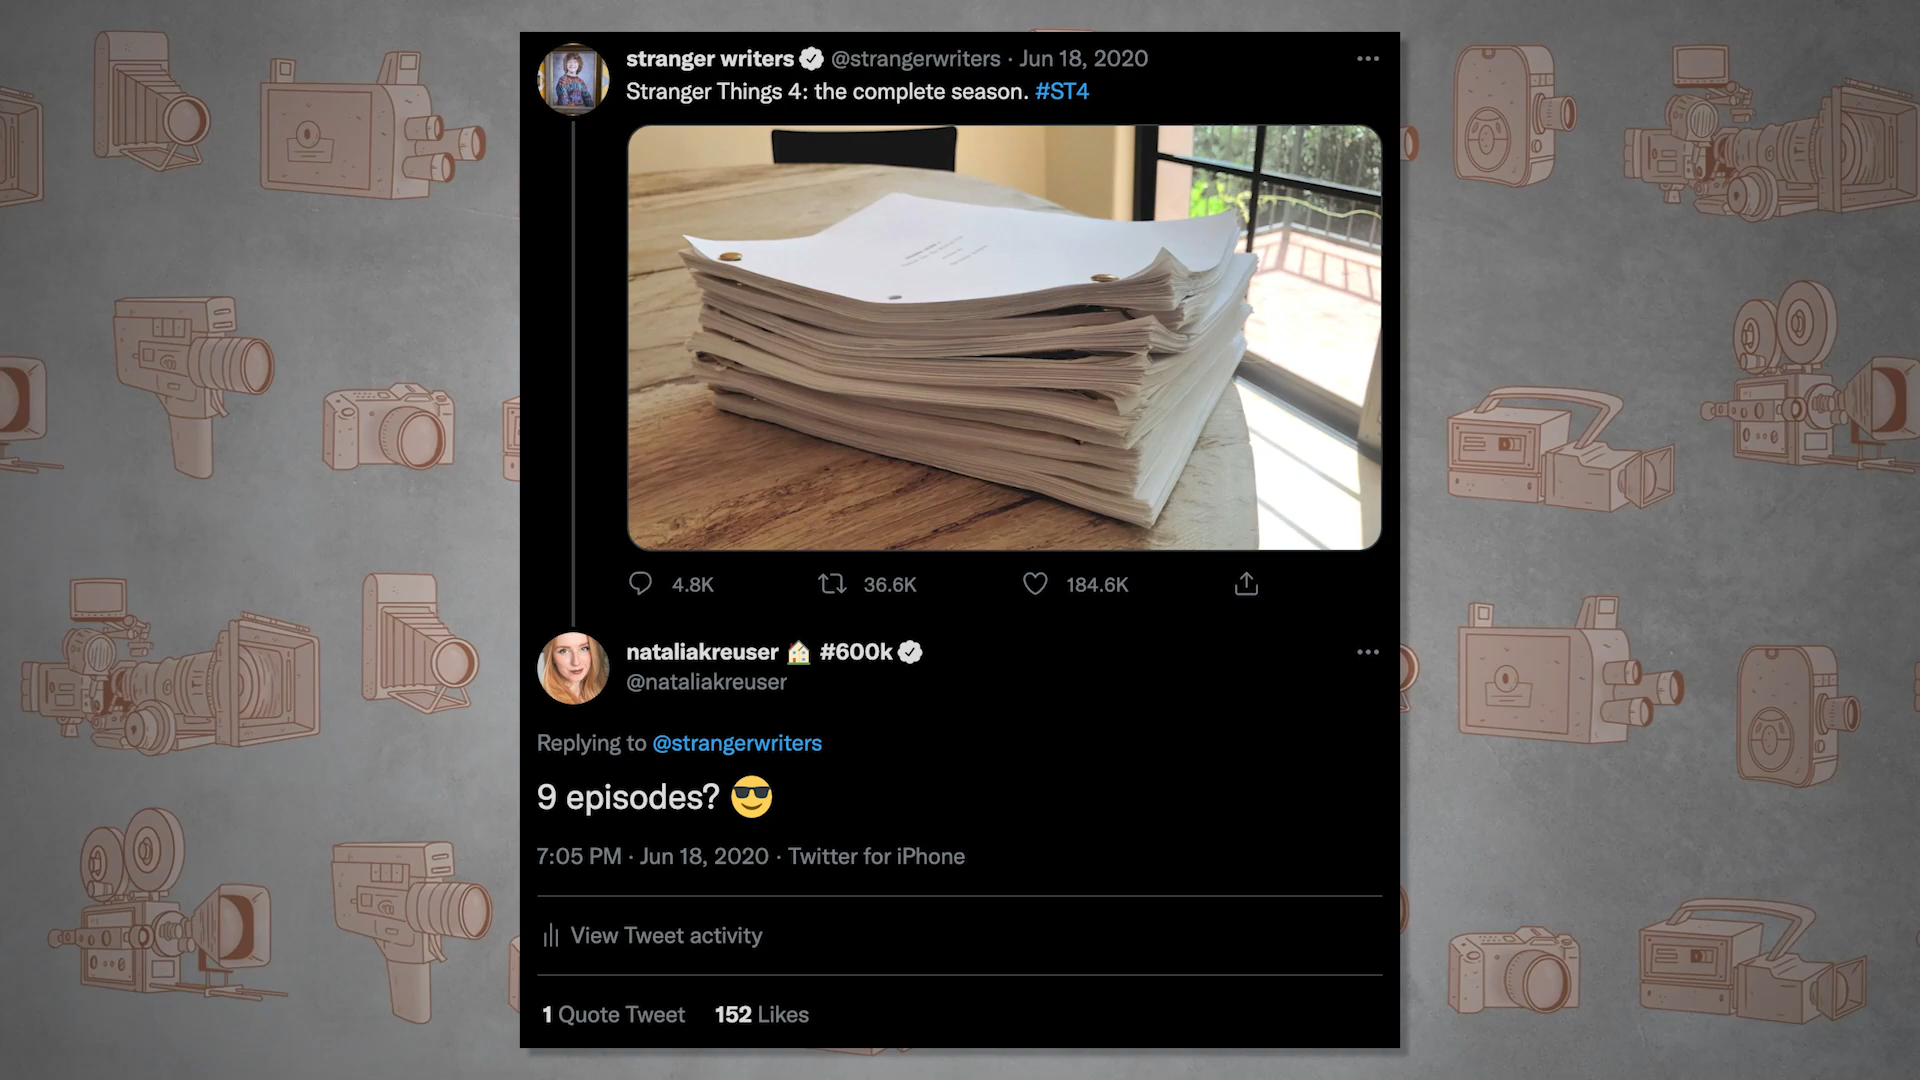 stranger writers @strangerwriters · Jun 18, 2020
Stranger Things 4: the complete season. #ST4
4.8K 36.6K 184.6K
nataliakreuser 🏠 #600k
@nataliakreuser
Replying to @strangerwriters
9 episodes? 😎
7:05 PM · Jun 18, 2020 · Twitter for iPhone
View Tweet activity
1 Quote Tweet 152 Likes